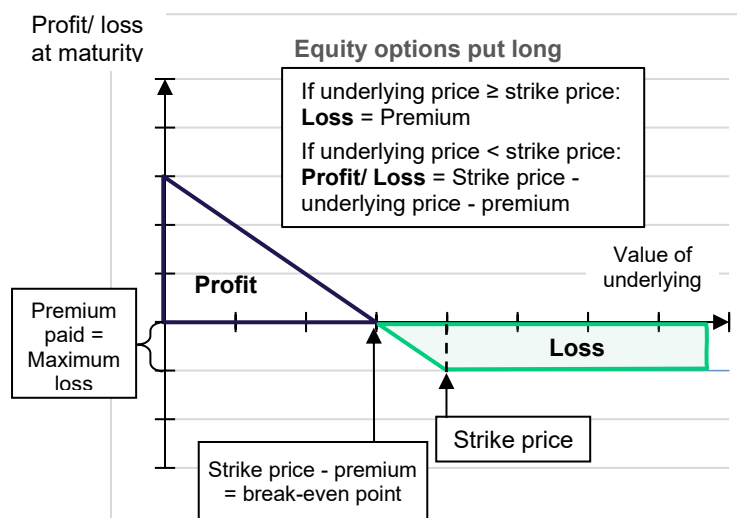 Profit/ loss
at maturity
Equity options put long
If underlying price ≥ strike price:
Loss = Premium
If underlying price < strike price:
Profit/ Loss = Strike price -
underlying price - premium
Value of
underlying
Profit
Premium
paid =
Maximum
loss
Loss
Strike price
Strike price - premium
= break-even point